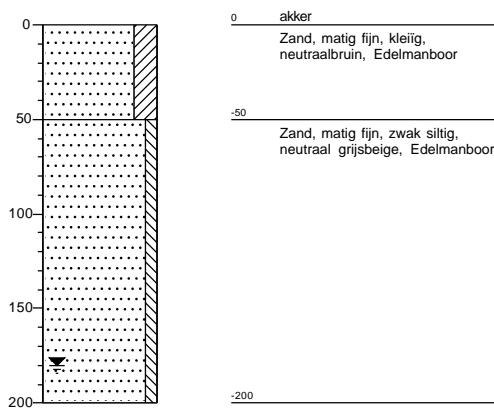 0
50
100
150
200
0 akker
Zand, matig fijn, kleiïg,
neutraalbruin, Edelmanboor
-50
Zand, matig fijn, zwak siltig,
neutraal grijsbeige, Edelmanboor
-200